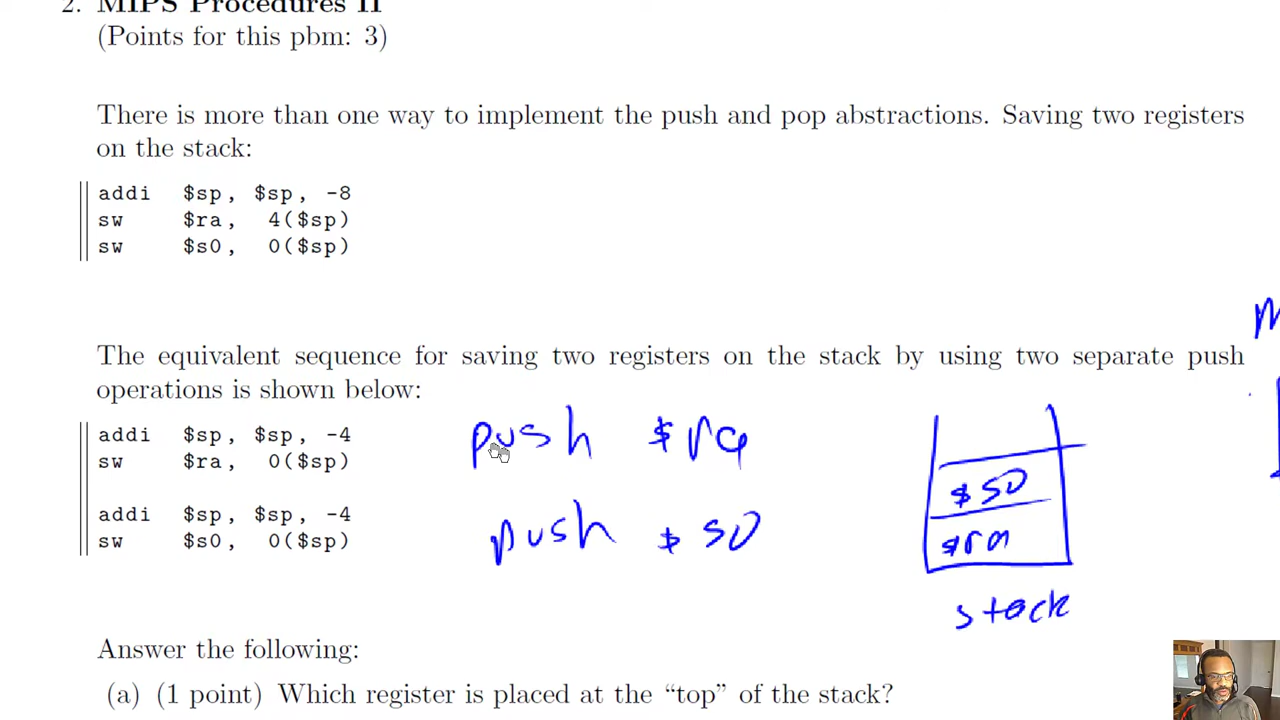 2. MIPS Procedures II
(Points for this pbm: 3)
There is more than one way to implement the push and pop abstractions. Saving two registers
on the stack:
addi $sp, $sp, -8
sw $ra, 4($sp)
sw $s0, 0($sp)
The equivalent sequence for saving two registers on the stack by using two separate push
operations is shown below:
addi $sp, $sp, -4
sw $ra, 0($sp)
addi $sp, $sp, -4
sw $s0, 0($sp)
push $ra
push $s0
$s0
$ra
stack
Answer the following:
(a) (1 point) Which register is placed at the “top” of the stack?